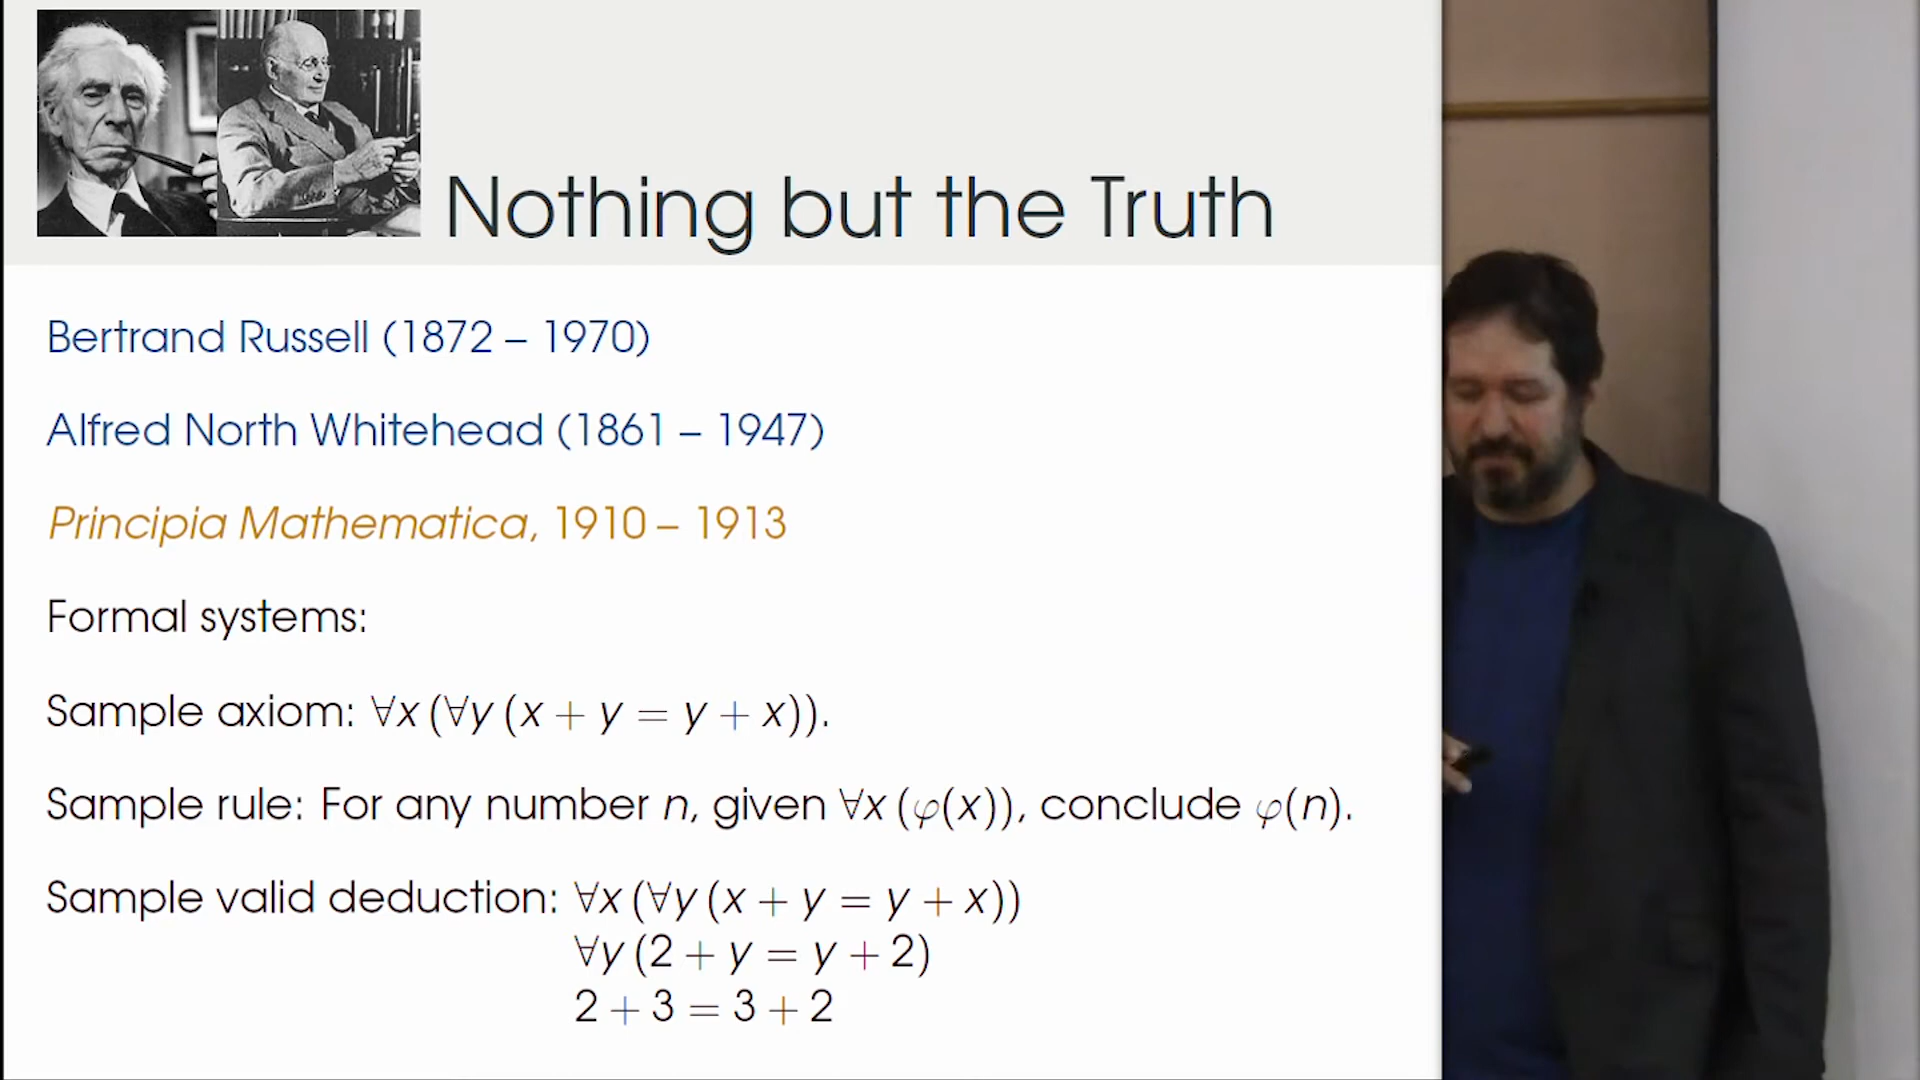 Nothing but the Truth
Bertrand Russell (1872 – 1970)
Alfred North Whitehead (1861 – 1947)
Principia Mathematica, 1910 – 1913
Formal systems:
Sample axiom: ∀x (∀y (x + y = y + x)).
Sample rule: For any number n, given ∀x (φ(x)), conclude φ(n).
Sample valid deduction: ∀x (∀y (x + y = y + x))
∀y (2 + y = y + 2)
2 + 3 = 3 + 2